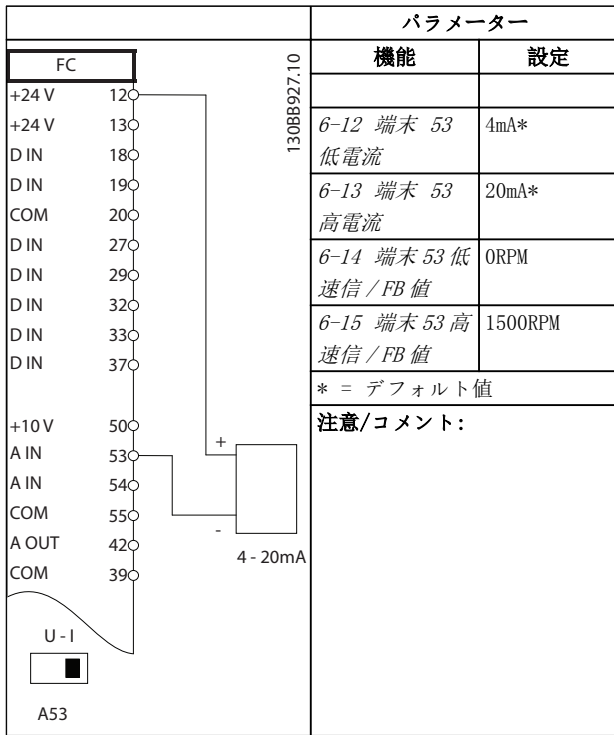 パラメーター
機能 設定
FC
130BB927.10
+24 V 12
+24 V 13
D IN 18
D IN 19
COM 20
D IN 27
D IN 29
D IN 32
D IN 33
D IN 37
+10 V 50
A IN 53
A IN 54
COM 55
A OUT 42
COM 39
+
-
4 - 20mA
U - I
A53
6-12 端末 53
低電流
4mA*
6-13 端末 53
高電流
20mA*
6-14 端末 53 低
速信／FB 値
0RPM
6-15 端末 53 高
速信／FB 値
1500RPM
* = デフォルト値
注意/コメント: